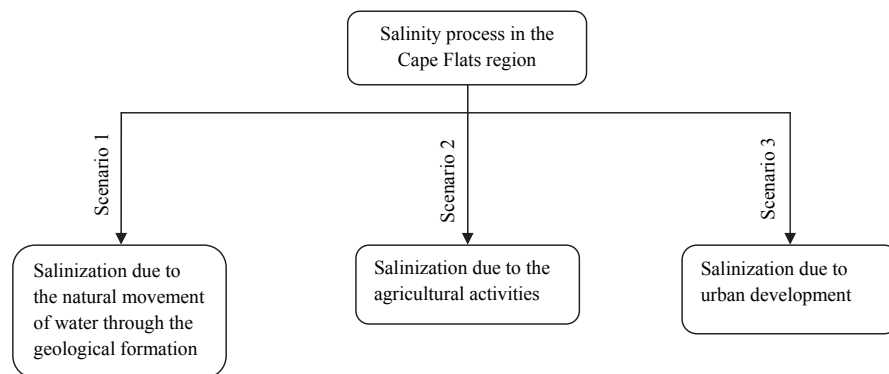 Salinity process in the
Cape Flats region
Scenario 1
Scenario 2
Scenario 3
Salinization due to
the natural movement
of water through the
geological formation
Salinization due to the
agricultural activities
Salinization due to
urban development